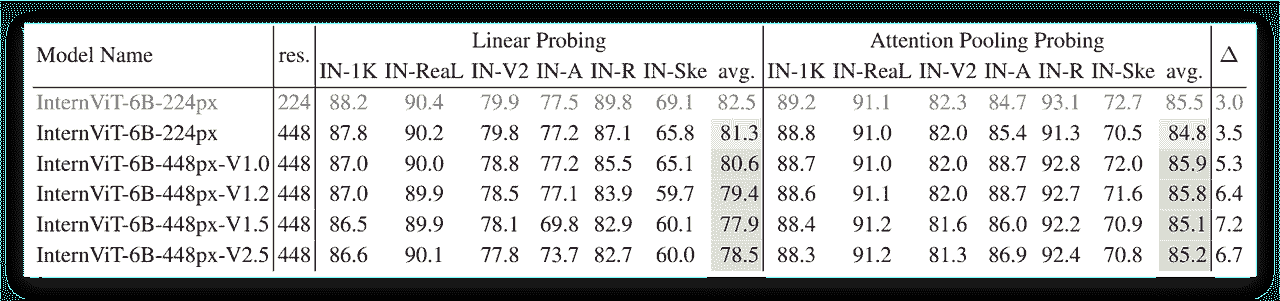 Model Name res. Linear Probing Attention Pooling Probing Δ
IN-1K IN-ReaL IN-V2 IN-A IN-R IN-Ske avg. IN-1K IN-ReaL IN-V2 IN-A IN-R IN-Ske avg.
InternViT-6B-224px 224 88.2 90.4 79.9 77.5 89.8 69.1 82.5 89.2 91.1 82.3 84.7 93.1 72.7 85.5 3.0
InternViT-6B-224px 448 87.8 90.2 79.8 77.2 87.1 65.8 81.3 88.8 91.0 82.0 85.4 91.3 70.5 84.8 3.5
InternViT-6B-448px-V1.0 448 87.0 90.0 78.8 77.2 85.5 65.1 80.6 88.7 91.0 82.0 88.7 92.8 72.0 85.9 5.3
InternViT-6B-448px-V1.2 448 87.0 89.9 78.5 77.1 83.9 59.7 79.4 88.6 91.1 82.0 88.7 92.7 71.6 85.8 6.4
InternViT-6B-448px-V1.5 448 86.5 89.9 78.1 69.8 82.9 60.1 77.9 88.4 91.2 81.6 86.0 92.2 70.9 85.1 7.2
InternViT-6B-448px-V2.5 448 86.6 90.1 77.8 73.7 82.7 60.0 78.5 88.3 91.2 81.3 86.9 92.4 70.8 85.2 6.7